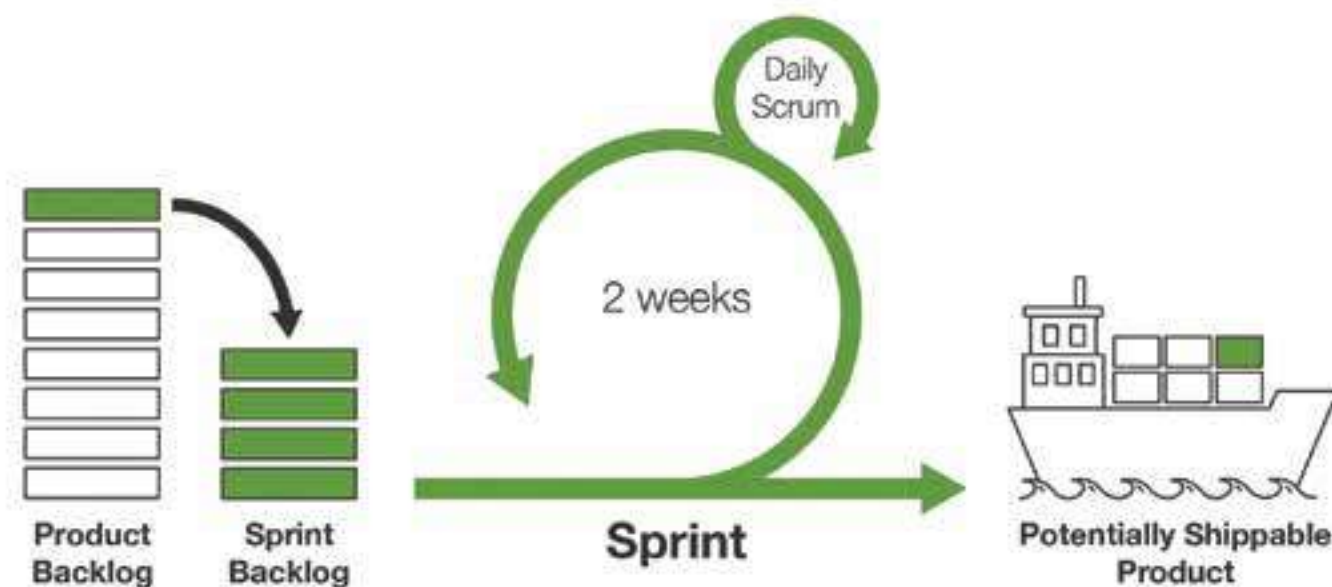 Daily
Scrum
2 weeks
Product
Backlog
Sprint
Backlog
Sprint
Potentially Shippable
Product